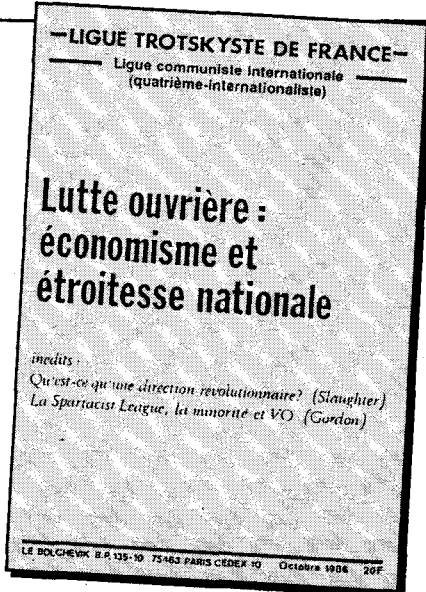 LIGUE TROTSKYSTE DE FRANCE
Ligue communiste internationale
(quatrième-internationaliste)
Lutte ouvrière :
économisme et
étroitesse nationale
inédits :
Qu'est-ce qu'une direction révolutionnaire? (Slaughter)
La Spartacist League, la minorité et VO (Gordon)
LE BOLCHEVIK B.P. 135-10 75463 PARIS CEDEX 10 Octobre 20F